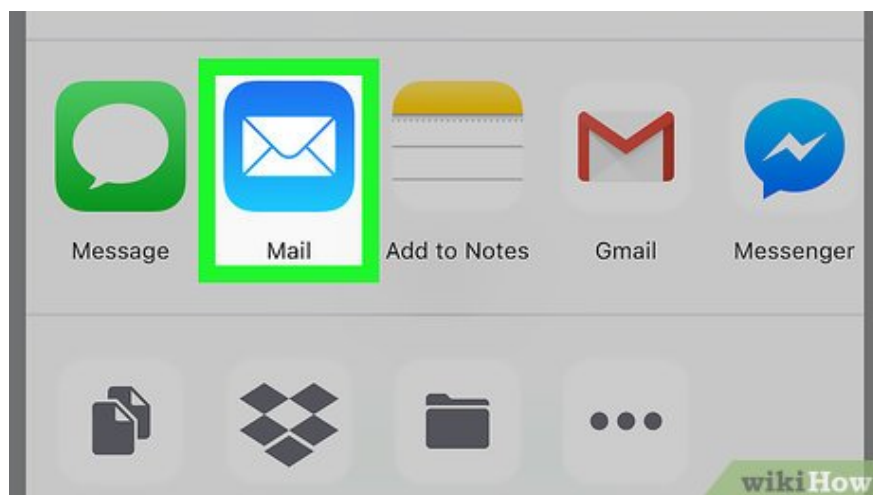 Message
Mail
Add to Notes
Gmail
Messenger
wikiHow